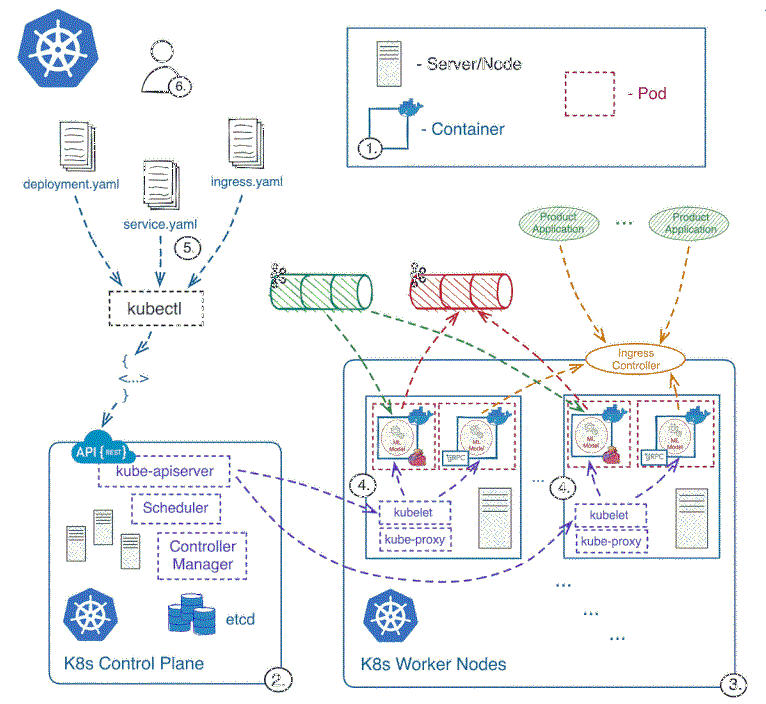 6.
- Server/Node
- Pod
- Container
1.
deployment.yaml
ingress.yaml
service.yaml
5.
Product
Application
...
Product
Application
kubectl
{
<...>
}
Ingress
Controller
API {REST}
kube-apiserver
Scheduler
Controller
Manager
etcd
K8s Control Plane
2.
ML
Model
ML
Model
gRPC
4.
kubelet
kube-proxy
...
ML
Model
ML
Model
gRPC
4.
kubelet
kube-proxy
...
...
...
K8s Worker Nodes
3.